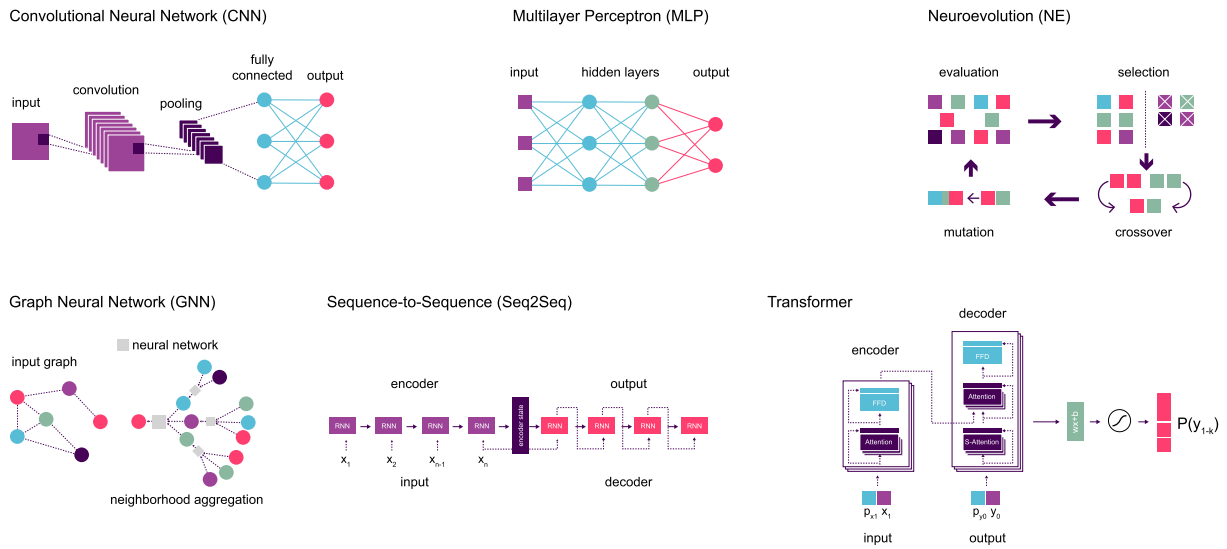 Convolutional Neural Network (CNN)
input
convolution
pooling
fully
connected
output
Multilayer Perceptron (MLP)
input
hidden layers
output
Neuroevolution (NE)
evaluation
selection
mutation
crossover
Graph Neural Network (GNN)
neural network
input graph
neighborhood aggregation
Sequence-to-Sequence (Seq2Seq)
encoder
output
RNN RNN RNN RNN encoder state RNN RNN RNN RNN
x1 x2 xn-1 xn
input
decoder
Transformer
encoder
decoder
FFD
Attention
FFD
Attention
S-Attention
wx+b
P(y1-k)
px1 x1
py0 y0
input
output